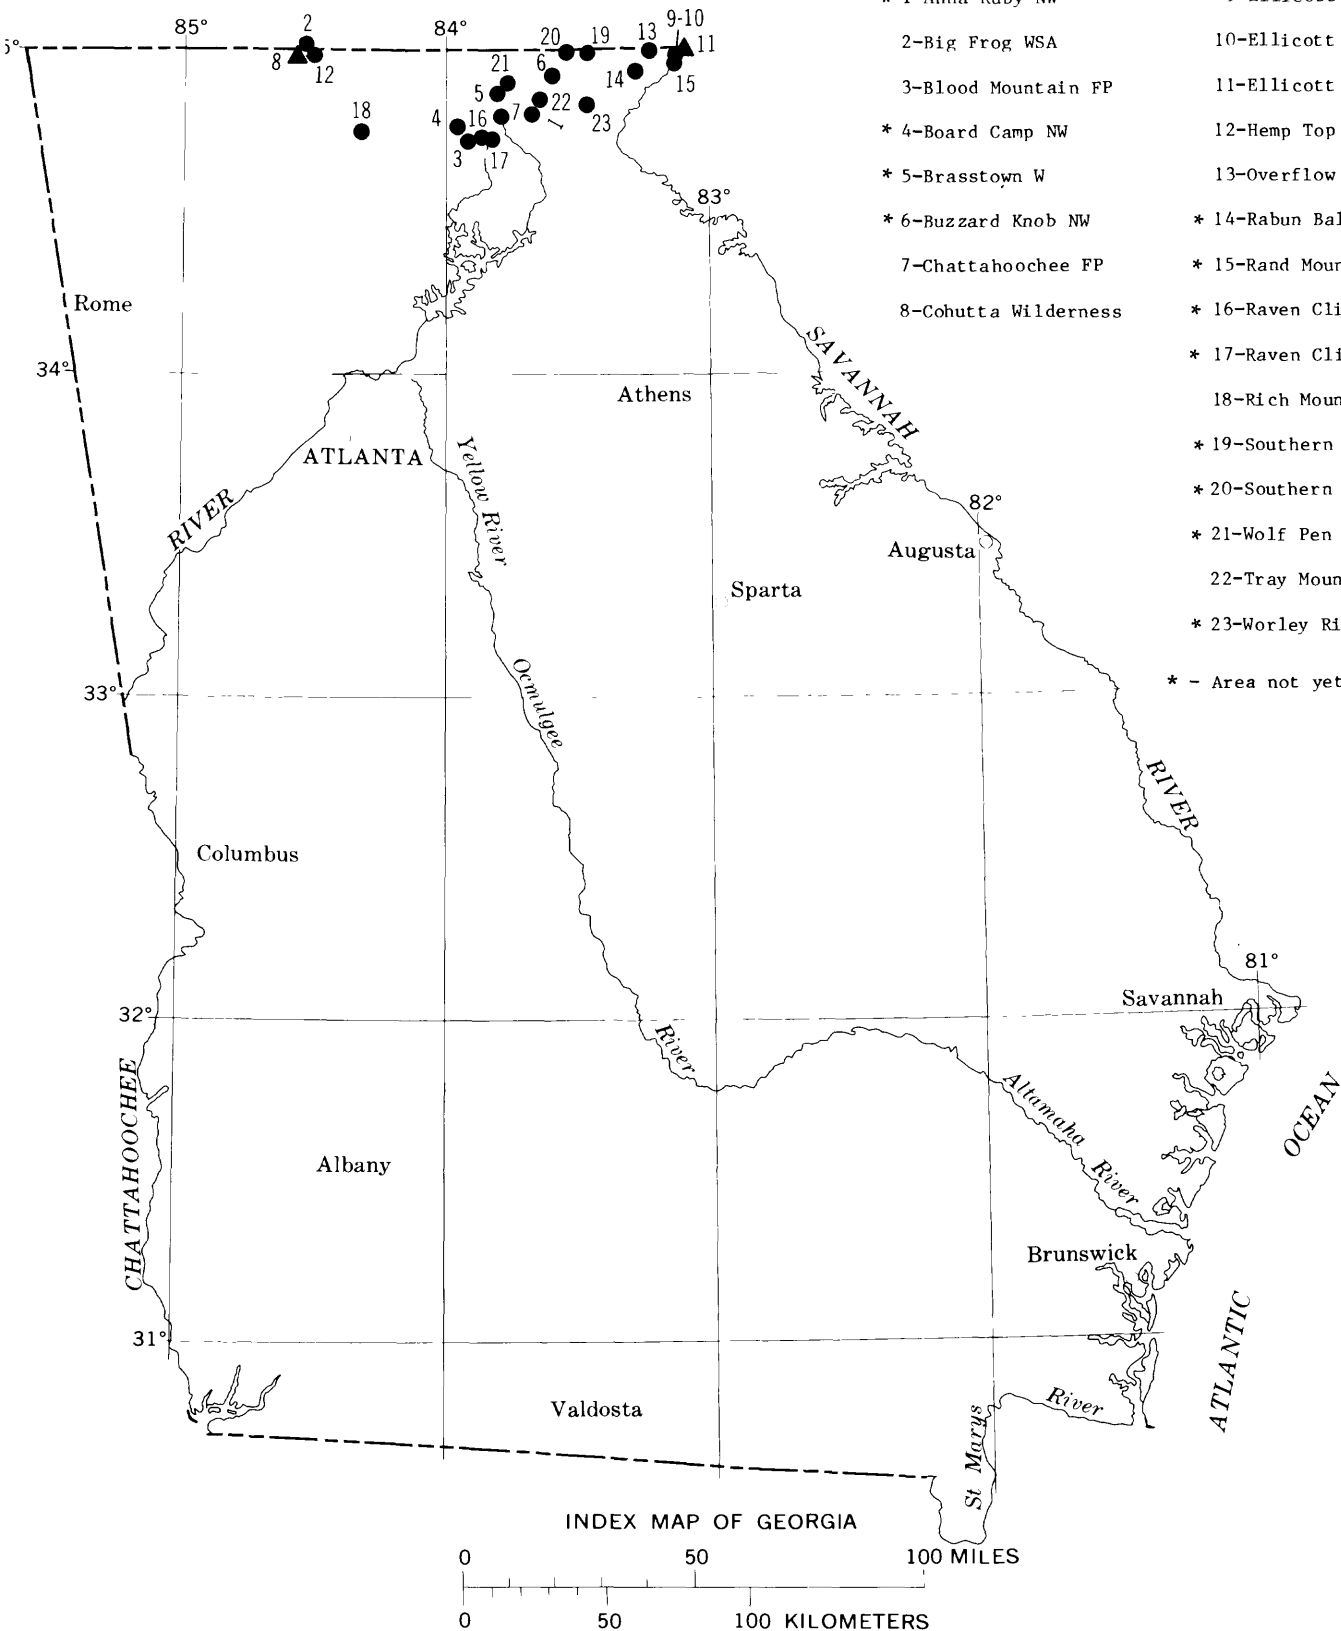 85°
2
84°
9-10
5°
8
12
20
19
13
11
21
6
14
15
5
22
18
4
16
7
1
23
3
17
83°
2-Big Frog WSA
3-Blood Mountain FP
* 4-Board Camp NW
* 5-Brasstown W
* 6-Buzzard Knob NW
7-Chattahoochee FP
8-Cohutta Wilderness
10-Ellicott
11-Ellicott
12-Hemp Top
13-Overflow
* 14-Rabun Bal
* 15-Rand Moun
* 16-Raven Cli
* 17-Raven Cli
18-Rich Moun
* 19-Southern
* 20-Southern
* 21-Wolf Pen
22-Tray Moun
* 23-Worley Ri
* - Area not yet
Rome
34°
SAVANNAH
Athens
ATLANTA
Yellow River
RIVER
82°
Augusta
Sparta
Ocmulgee
33°
RIVER
Columbus
81°
Savannah
32°
River
CHATTAHOOCHEE
Altamaha
River
OCEAN
Albany
Brunswick
31°
ATLANTIC
Valdosta
River
St Marys
INDEX MAP OF GEORGIA
0 50 100 MILES
0 50 100 KILOMETERS